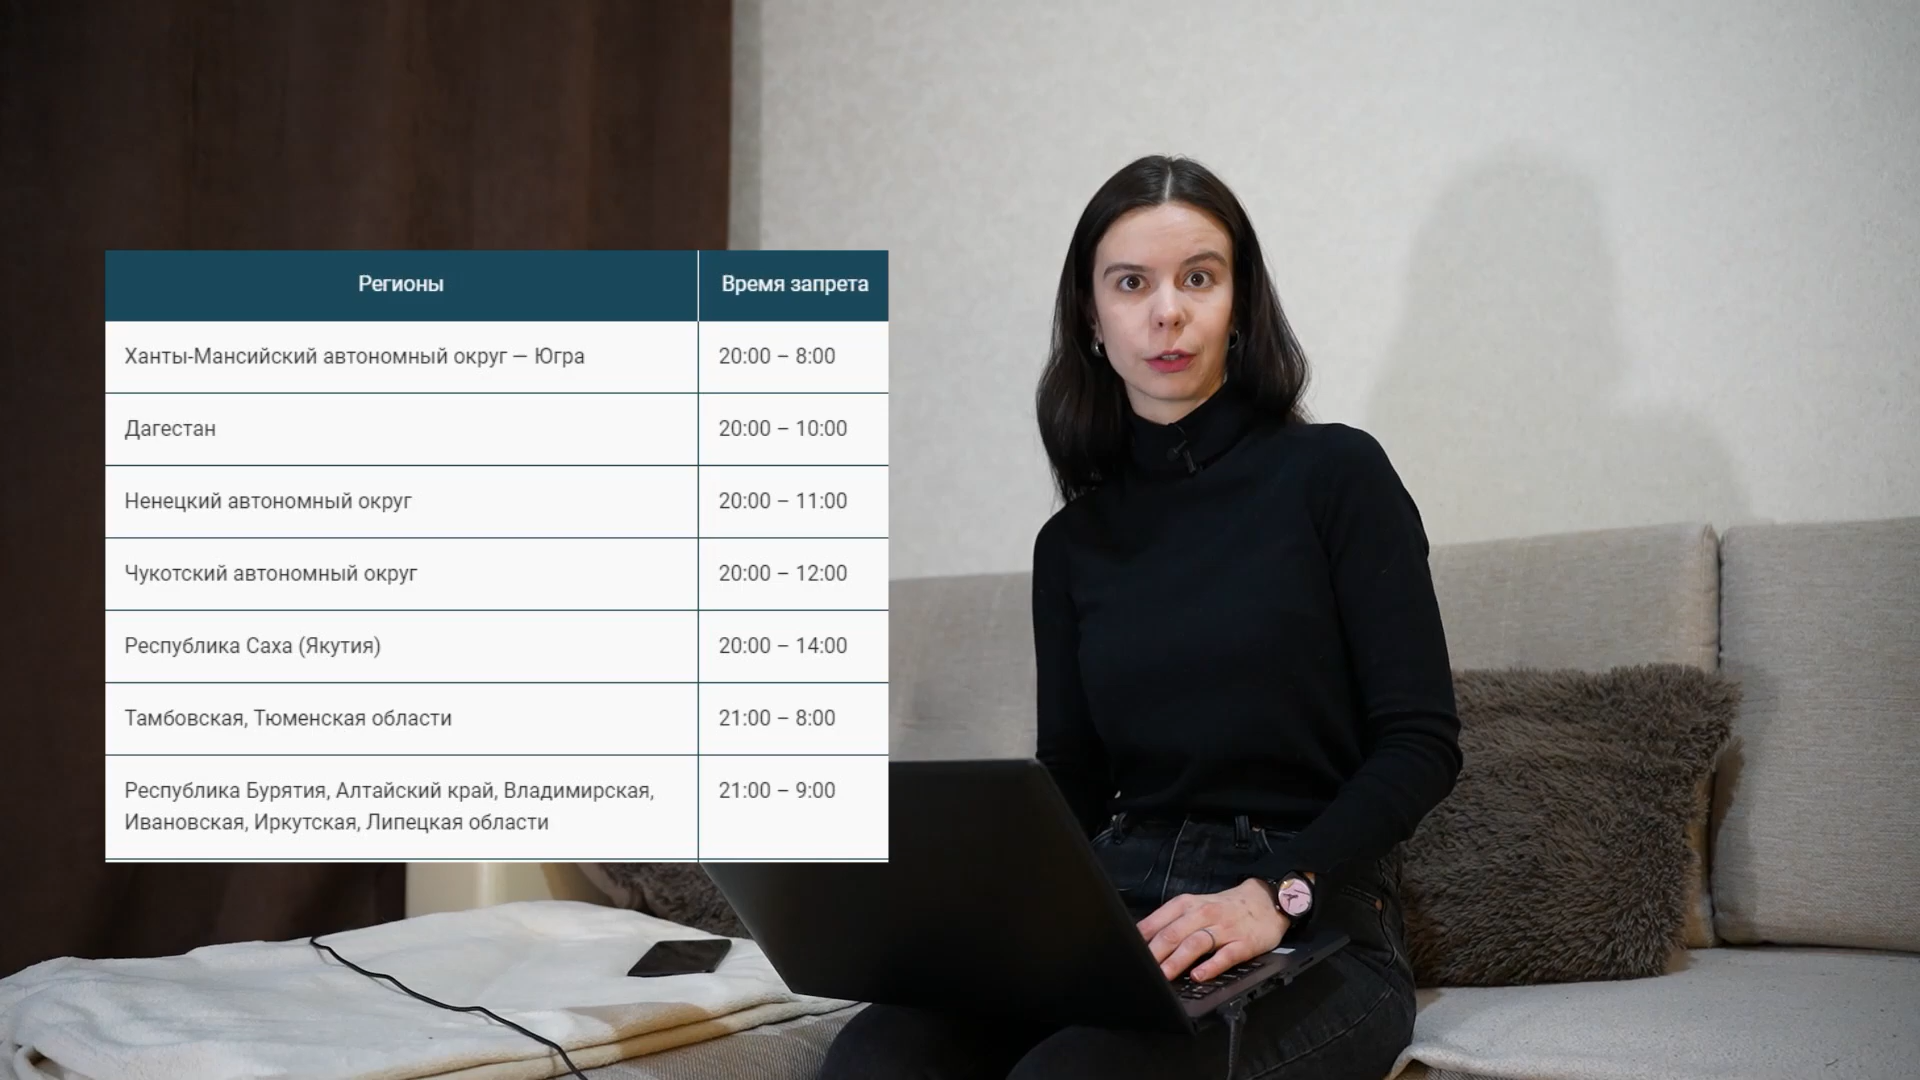 Регионы
Время запрета
Ханты-Мансийский автономный округ — Югра
20:00 – 8:00
Дагестан
20:00 – 10:00
Ненецкий автономный округ
20:00 – 11:00
Чукотский автономный округ
20:00 – 12:00
Республика Саха (Якутия)
20:00 – 14:00
Тамбовская, Тюменская области
21:00 – 8:00
Республика Бурятия, Алтайский край, Владимирская,
Ивановская, Иркутская, Липецкая области
21:00 – 9:00